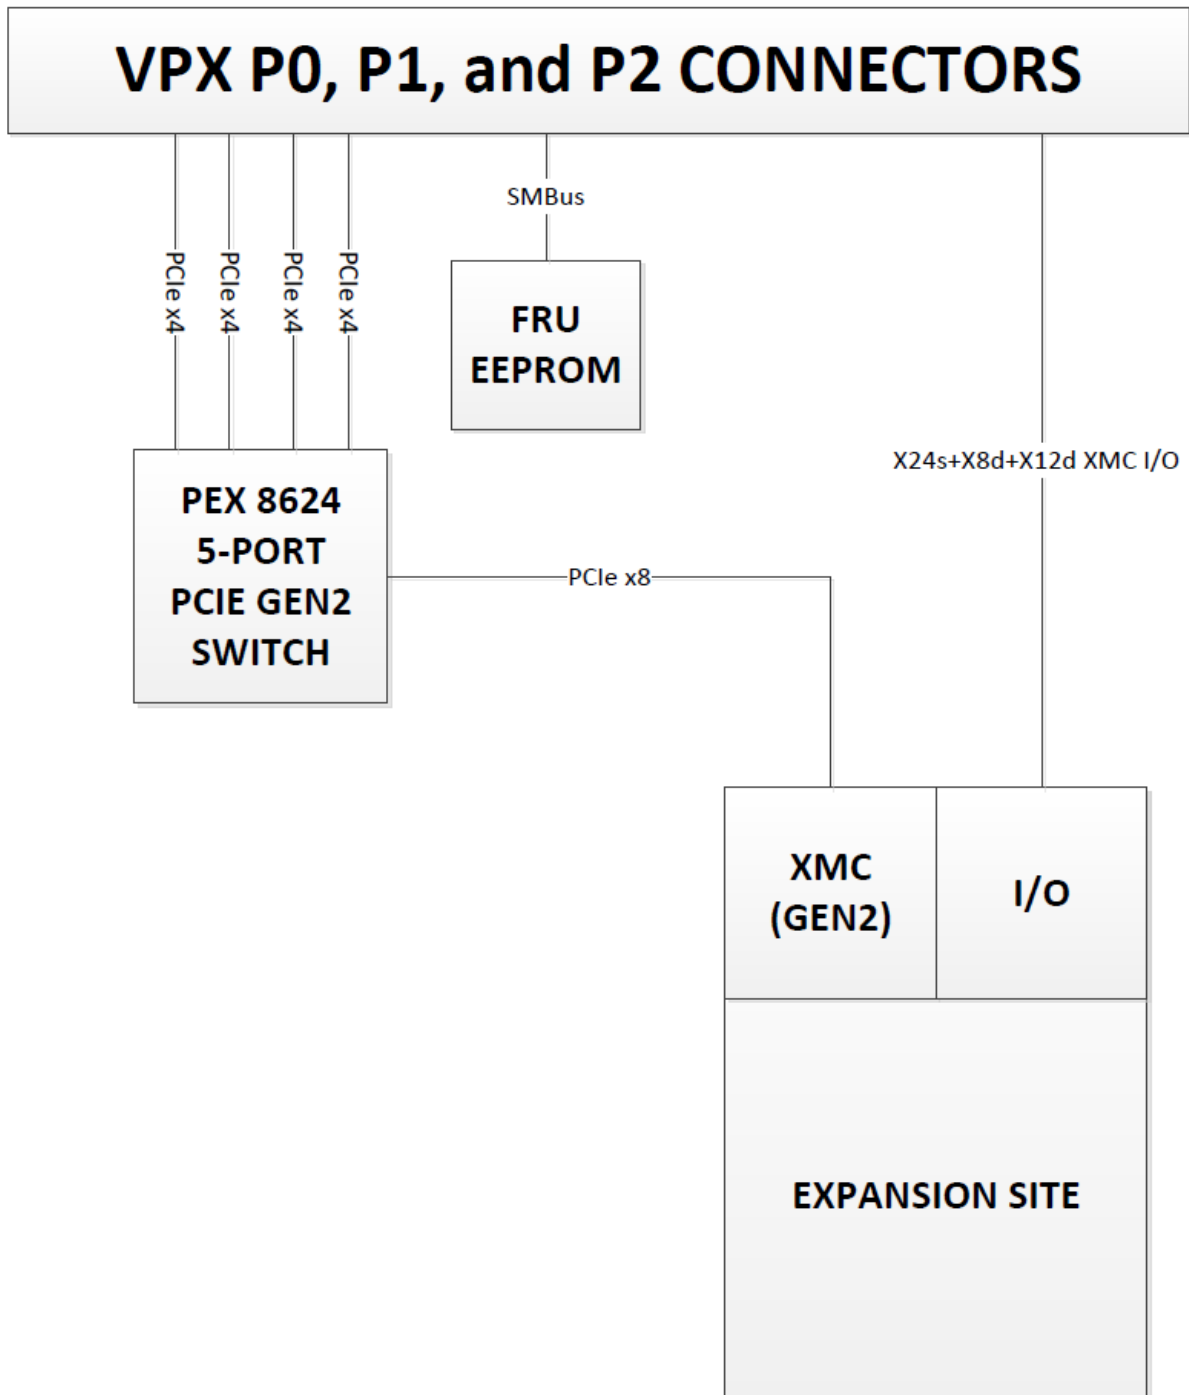 VPX P0, P1, and P2 CONNECTORS
SMBus
PCIe x4
PCIe x4
PCIe x4
PCIe x4
FRU
EEPROM
X24s+X8d+X12d XMC I/O
PEX 8624
5-PORT
PCIE GEN2
SWITCH
PCIe x8
XMC
(GEN2)
I/O
EXPANSION SITE